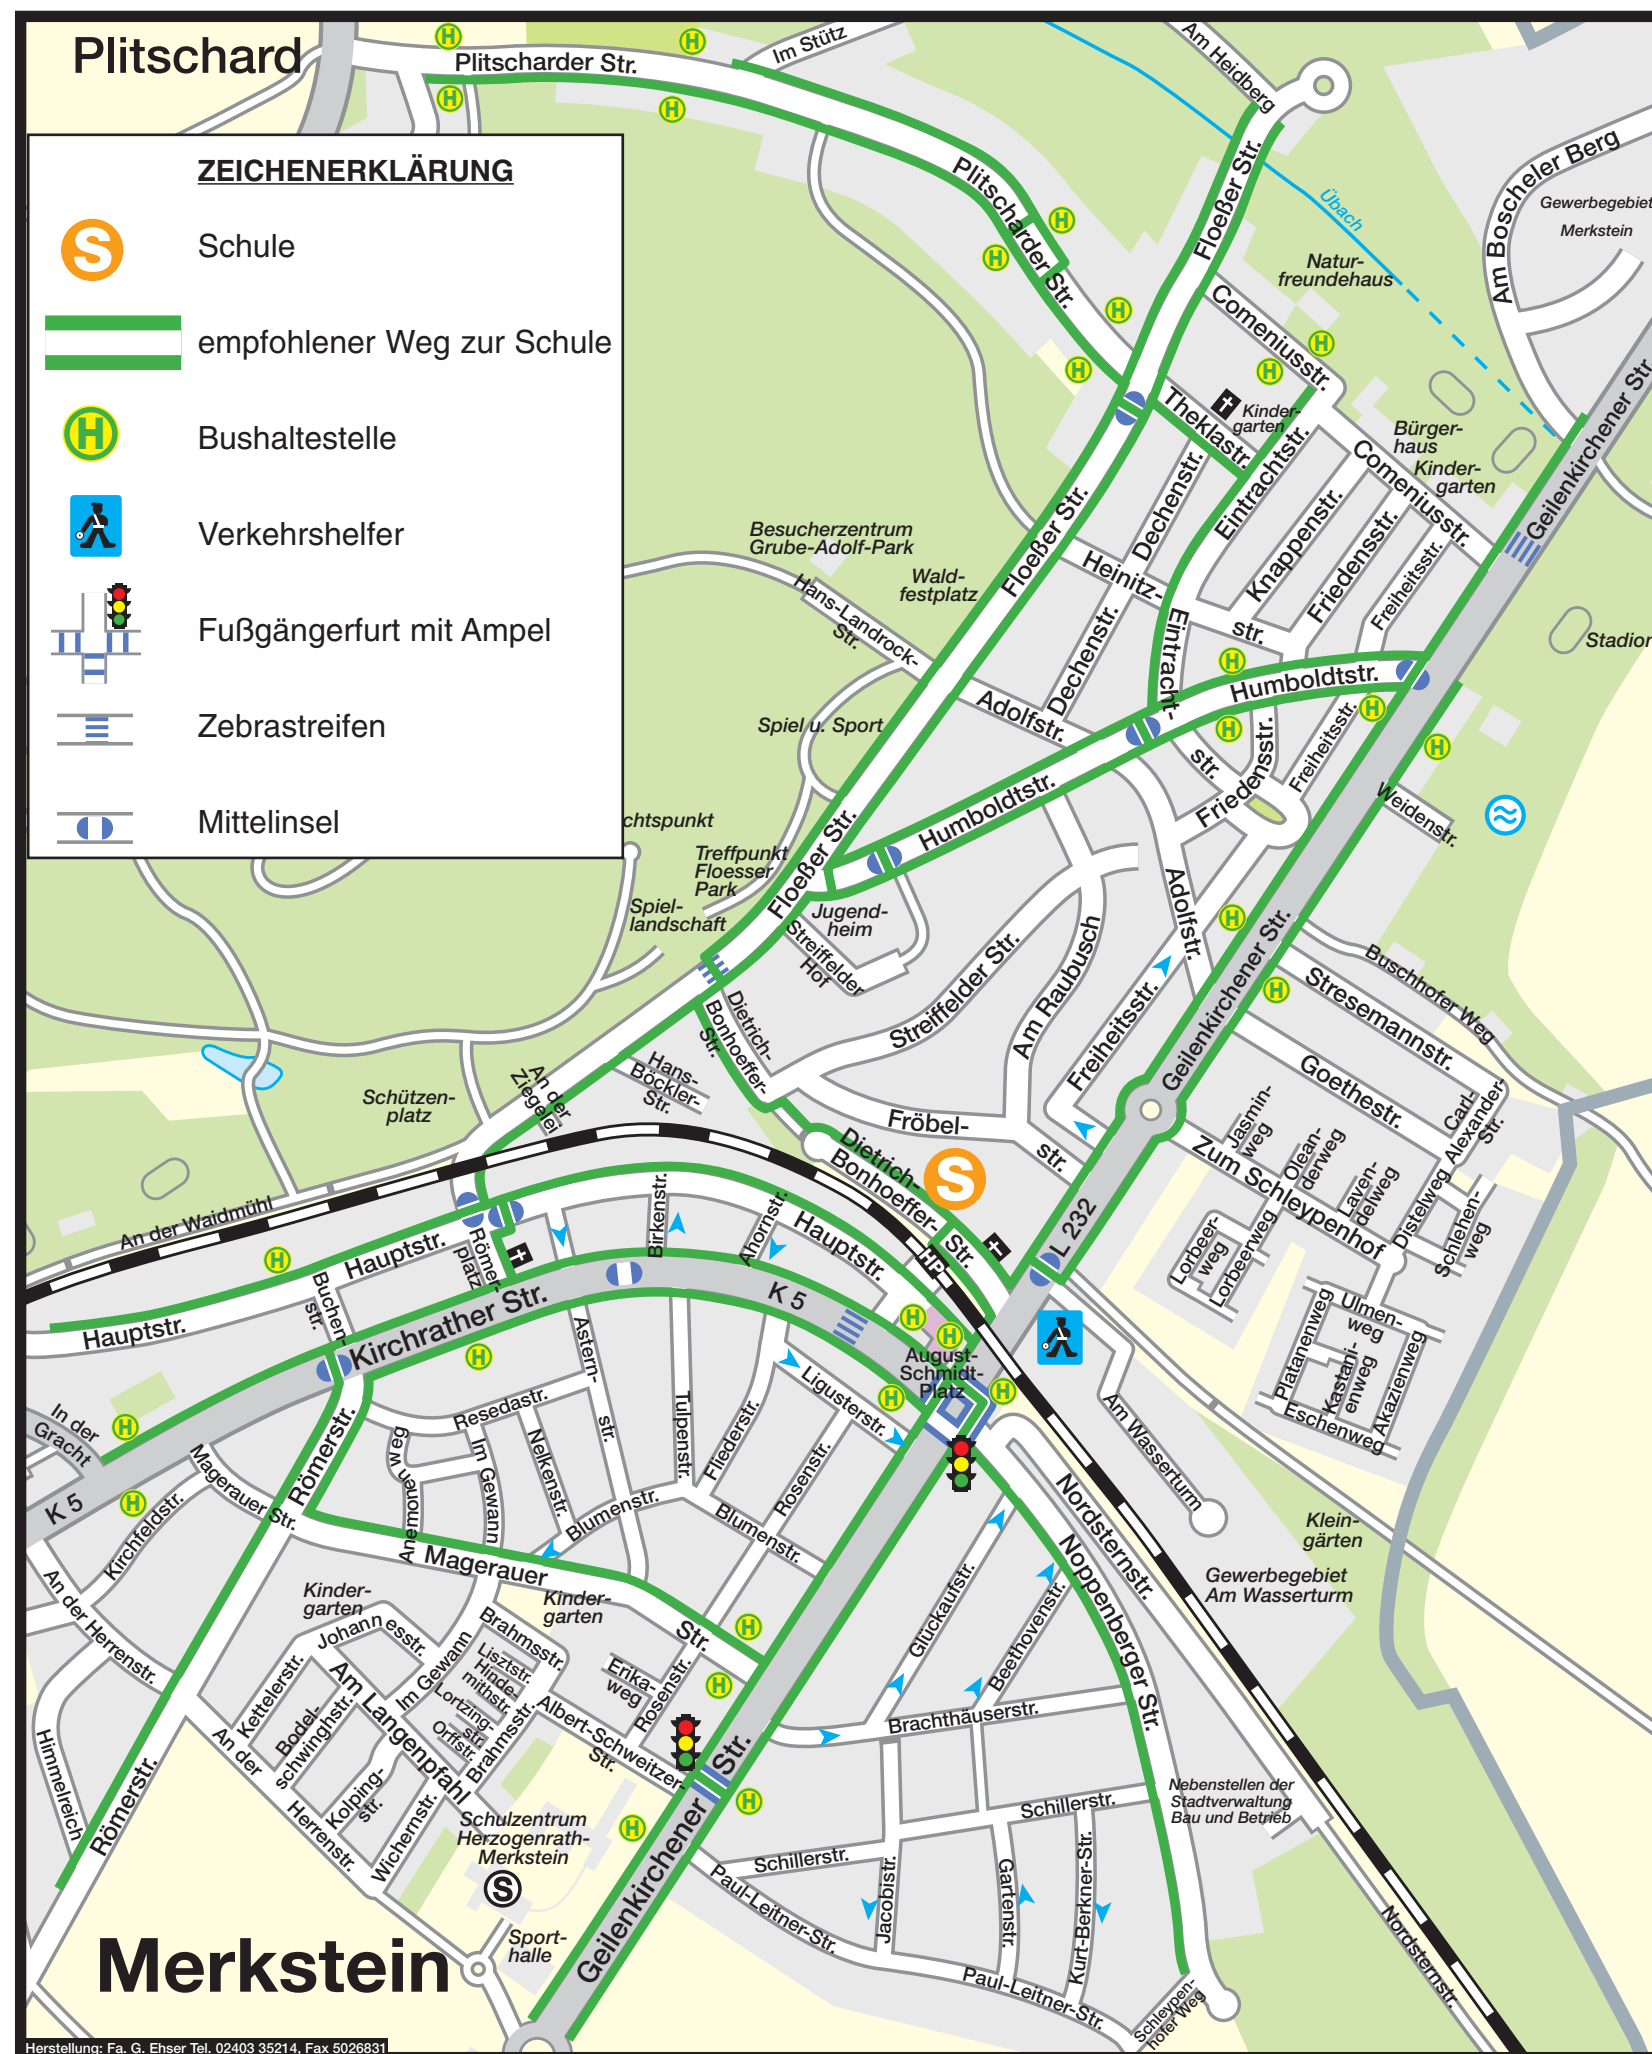 Plitschard
Plitscharder Str.
Im Stütz
Am Heidberg
ZEICHENERKLÄRUNG
S
Schule
empfohlener Weg zur Schule
H
Bushaltestelle
Verkehrshelfer
Fußgängerfurt mit Ampel
Zebrastreifen
Mittelinsel
Plitscharder Str.
Floeßer Str.
Übach
Am Boscheler Berg
Gewerbegebiet
Merkstein
Natur-
freundehaus
Comeniusstr.
Theklastr.
Kinder-
garten
Bürger-
haus
Kinder-
garten
Comeniusstr.
Geilenkirchener Str.
Eintrachtstr.
Dechenstr.
Knappenstr.
Friedensstr.
Freiheitsstr.
Besucherzentrum
Grube-Adolf-Park
Wald-
festplatz
Floeßer Str.
Heinitz-
str.
Hans-Landrock-
Str.
Dechenstr.
Eintracht-
str.
Stadion
Humboldtstr.
Adolfstr.
Spiel u. Sport
Friedensstr.
Freiheitsstr.
Weidenstr.
Humboldtstr.
chtspunkt
Treffpunkt
Floesser
Park
Floeßer Str.
Spiel-
landschaft
Jugend-
heim
Streiffelder
Hof
Adolfstr.
Streiffelder Str.
Am Raubusch
Freiheitsstr.
Geilenkirchener Str.
Buschhofer Weg
Stresemannstr.
Goethestr.
Carl-
Alexander-
Str.
Dietrich-
Bonhoeffer-
Str.
Hans-
Böckler-
Str.
An der
Ziegelei
Schützen-
platz
Fröbel-
str.
Jasmin-
weg
Olean-
derweg
Laven-
delweg
Distelweg
Schlehen-
weg
Zum Schleypenhof
Lorbeer-
weg
Lorbeerweg
Dietrich-
Bonhoeffer-
Str.
S
L 232
An der Waidmühl
Hauptstr.
Römer-
platz
Birkenstr.
Ahornstr.
Hauptstr.
HP
Hauptstr.
Buchen-
str.
Kirchrather Str.
K 5
Astern-
str.
August-
Schmidt-
Platz
Ulmen-
weg
Platanenweg
Kastani-
enweg
Akazienweg
Eschenweg
Am Wasserturm
In der
Gracht
K 5
Römerstr.
Resedastr.
Tulpenstr.
Fliederstr.
Ligusterstr.
Rosenstr.
Magerauer Str.
Kirchfeldstr.
Anemonenweg
Im Gewann
Nelkenstr.
Blumenstr.
Blumenstr.
Nordsternstr.
Noppenberger Str.
Klein-
gärten
Gewerbegebiet
Am Wasserturm
An der Herrenstr.
Magerauer
Str.
Kinder-
garten
Kinder-
garten
Johannesstr.
Brahmsstr.
Glückaufstr.
Beethovenstr.
Kettelerstr.
Bodel-
schwinghstr.
Am Langenpfahl
Im Gewann
Lisztstr.
Hinde-
mithstr.
Lortzing-
str.
Orffstr.
Brahmsstr.
Erika-
weg
Rosenstr.
Albert-Schweitzer-
Str.
Brachthäuserstr.
Himmelreich
Römerstr.
An der
Herrenstr.
Kolping-
str.
Wichernstr.
Schulzentrum
Herzogenrath-
Merkstein
S
Sport-
halle
Geilenkirchener Str.
Nebenstellen der
Stadtverwaltung
Bau und Betrieb
Schillerstr.
Schillerstr.
Paul-Leitner-Str.
Jacobistr.
Gartenstr.
Kurt-Berkner-Str.
Paul-Leitner-Str.
Schleypen-
hofer Weg
Nordsternstr.
Merkstein
Herstellung: Fa. G. Ehser Tel. 02403 35214, Fax 5026831